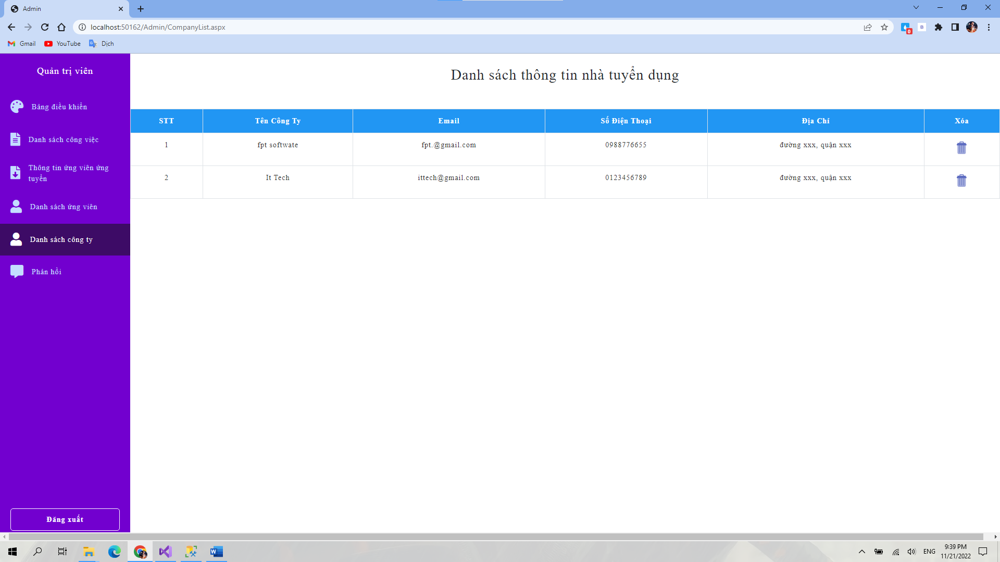 Admin
localhost:50162/Admin/CompanyList.aspx
0
B
Gmail
YouTube
Dịch
Quản trị viên
Bảng điều khiển
Danh sách công việc
Thông tin ứng viên ứng
tuyển
Danh sách ứng viên
Danh sách công ty
Phản hồi
Đăng xuất
Danh sách thông tin nhà tuyển dụng
STT Tên Công Ty Email Số Điện Thoại Địa Chỉ Xóa
1 fpt softwate fpt.@gmail.com 0988776655 đường xxx, quận xxx
2 It Tech ittech@gmail.com 0123456789 đường xxx, quận xxx
ENG
9:39 PM
11/21/2022